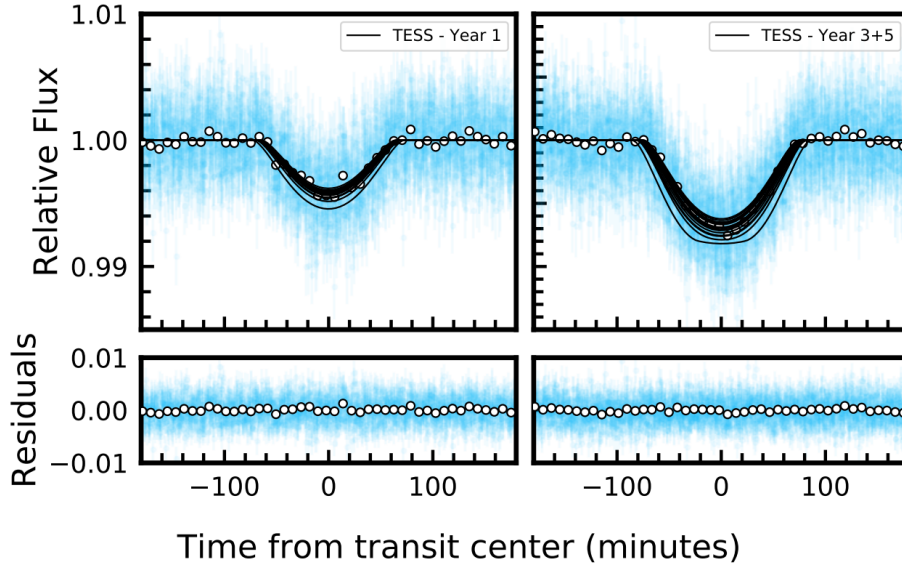 TESS - Year 1
TESS - Year 3+5
Relative Flux
1.01
1.00
0.99
Residuals
0.01
0.00
−0.01
−100 0 100
−100 0 100
Time from transit center (minutes)